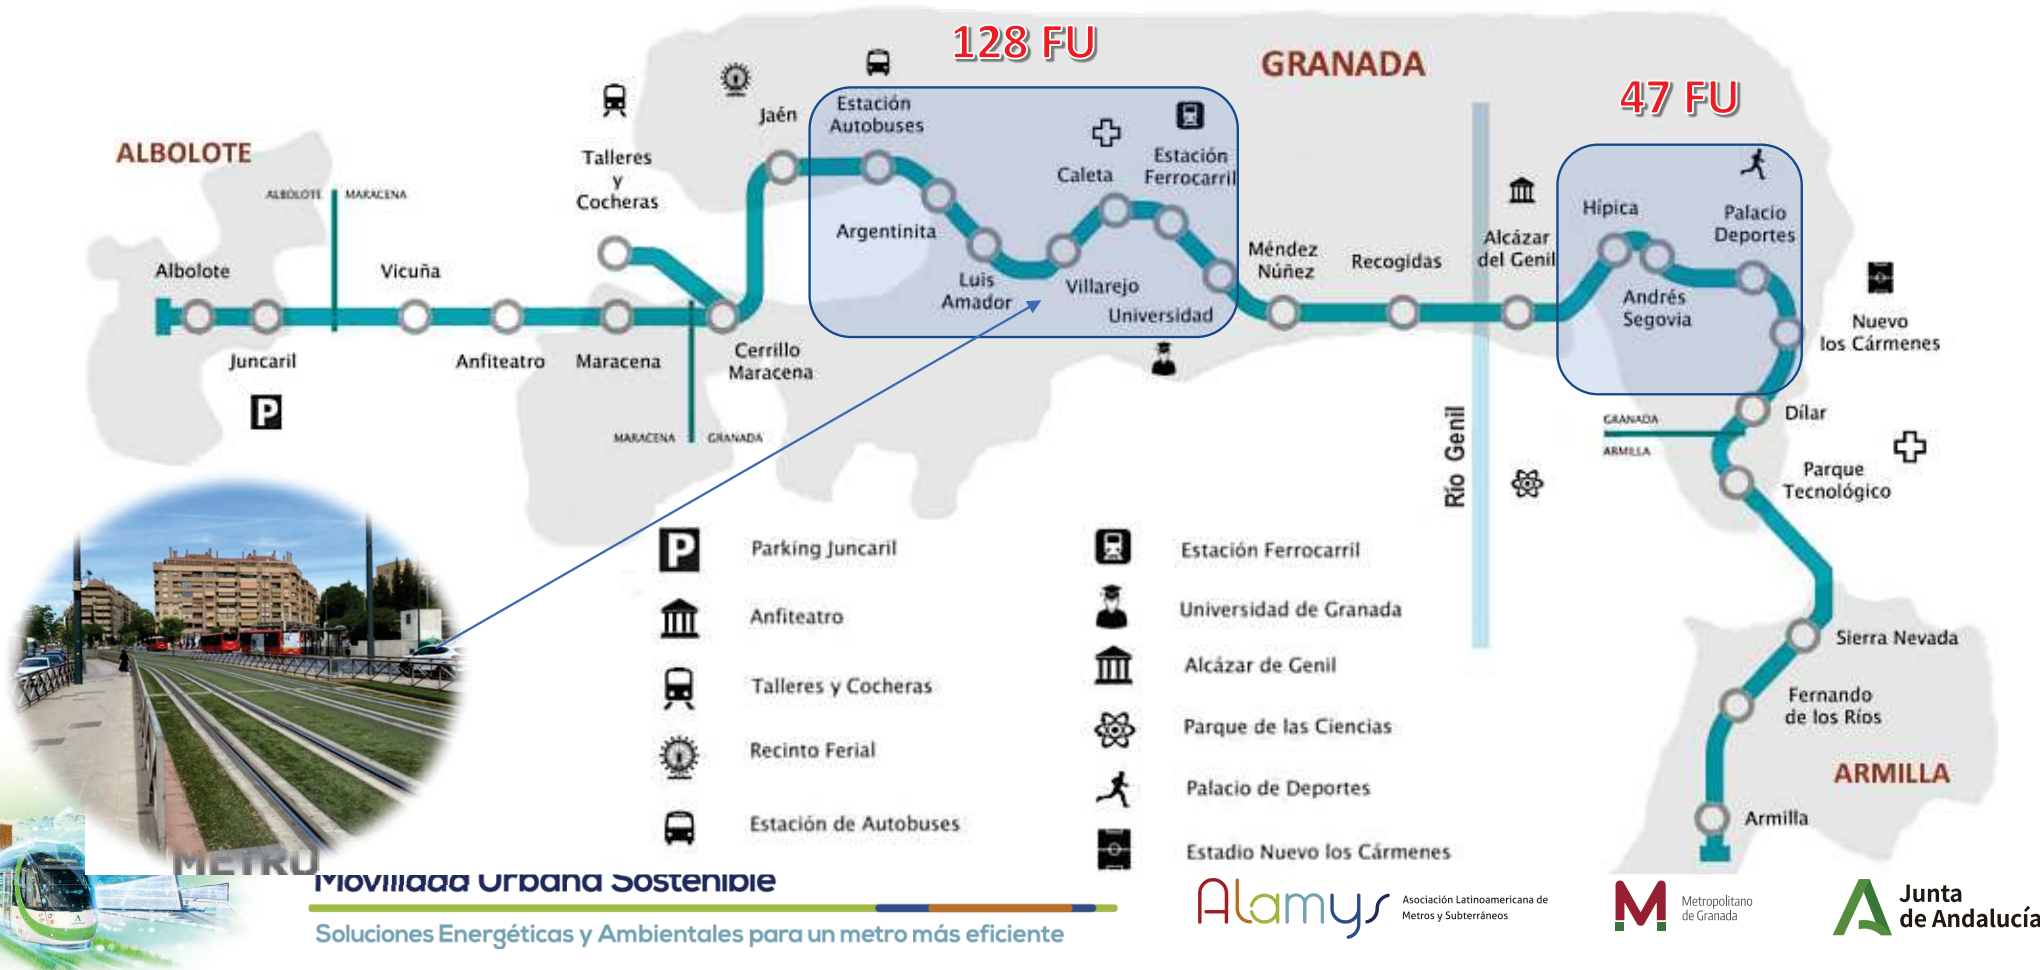 128 FU
GRANADA
47 FU
ALBOLOTE
ALBOLOTE
MARACENA
Talleres
y
Cocheras
Jaén
Estación
Autobuses
Argentinita
Luis
Amador
Villarejo
Caleta
Estación
Ferrocarril
Universidad
Méndez
Núñez
Recogidas
Alcázar
del Genil
Hípica
Andrés
Segovia
Palacio
Deportes
Nuevo
los Cármenes
Albolote
Juncaril
Vicuña
Anfiteatro
Maracena
Cerrillo
Maracena
P
MARACENA
GRANADA
Río Genil
Dílar
GRANADA
ARMILLA
Parque
Tecnológico
Sierra Nevada
Fernando
de los Ríos
ARMILLA
Armilla
P
Parking Juncaril
Anfiteatro
Talleres y Cocheras
Recinto Ferial
Estación de Autobuses
Estación Ferrocarril
Universidad de Granada
Alcázar de Genil
Parque de las Ciencias
Palacio de Deportes
Estadio Nuevo los Cármenes
METRO
Movilidad Urbana Sostenible
Soluciones Energéticas y Ambientales para un metro más eficiente
Alamys
Asociación Latinoamericana de
Metros y Subterráneos
M
Metropolitano
de Granada
Junta
de Andalucía